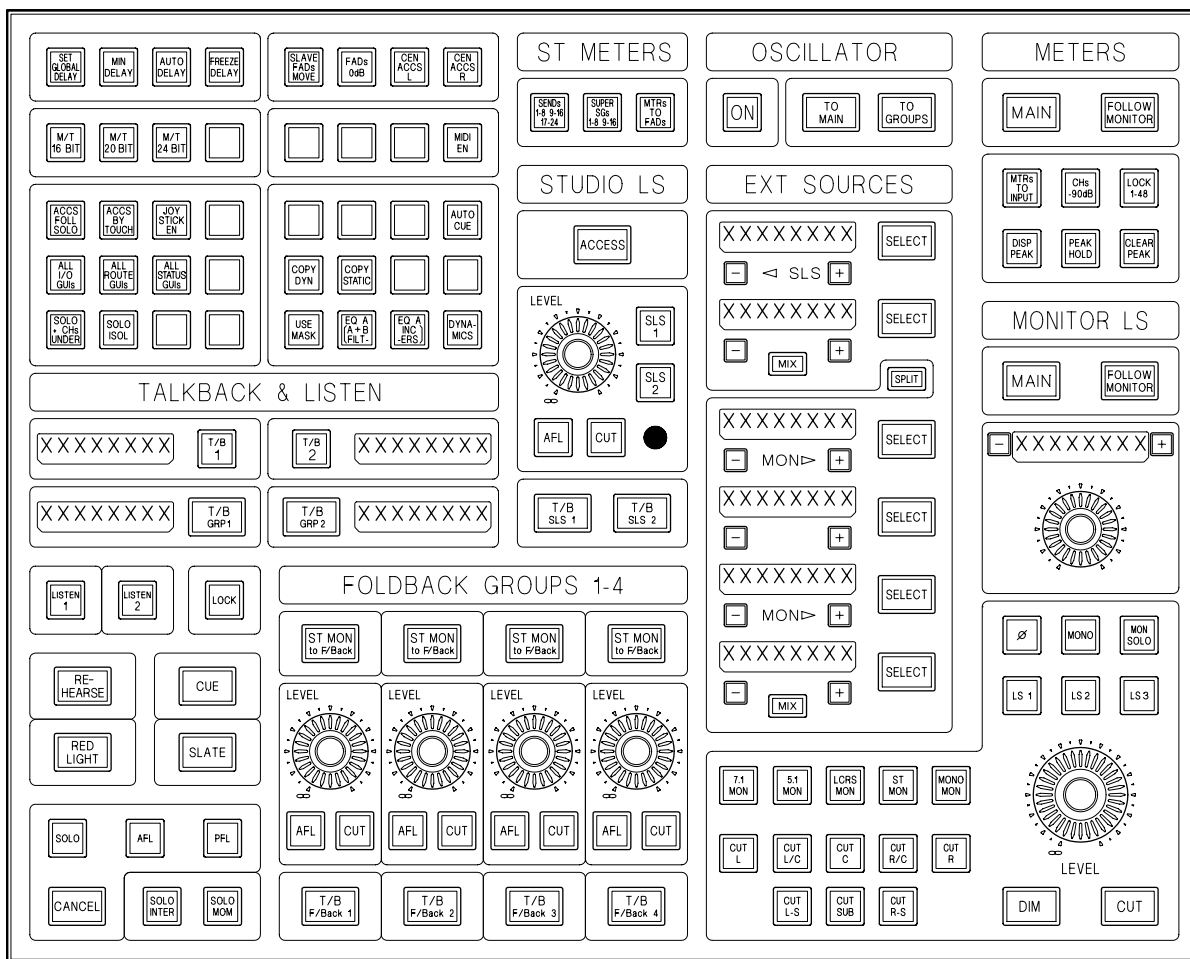 SET
GLOBAL
DELAY
MIN
DELAY
AUTO
DELAY
FREEZE
DELAY
SLAVE
FADs
MOVE
FADs
0dB
CEN
ACCS
L
CEN
ACCS
R
M/T
16 BIT
M/T
20 BIT
M/T
24 BIT
MIDI
EN
ACCS
FOLL
SOLO
ACCS
BY
TOUCH
JOY
STICK
EN
AUTO
CUE
ALL
I/O
GUIs
ALL
ROUTE
GUIs
ALL
STATUS
GUIs
COPY
DYN
COPY
STATIC
SOLO
+ CHs
UNDER
SOLO
ISOL
USE
MASK
EQ A
(A+B
(FILT-
EQ A
INC )
-ERS)
DYNA-
MICS
TALKBACK & LISTEN
XXXXXXXX
T/B
1
T/B
2
XXXXXXXX
XXXXXXXX
T/B
GRP1
T/B
GRP2
XXXXXXXX
LISTEN
1
LISTEN
2
LOCK
RE-
HEARSE
CUE
RED
LIGHT
SLATE
SOLO
AFL
PFL
CANCEL
SOLO
INTER
SOLO
MOM
FOLDBACK GROUPS 1-4
ST MON
to F/Back
ST MON
to F/Back
ST MON
to F/Back
ST MON
to F/Back
LEVEL
LEVEL
LEVEL
LEVEL
∞
∞
∞
∞
AFL
CUT
AFL
CUT
AFL
CUT
AFL
CUT
T/B
F/Back 1
T/B
F/Back 2
T/B
F/Back 3
T/B
F/Back 4
ST METERS
SENDs
1-8 9-16
17-24
SUPER
SGs
1-8 9-16
MTRs
TO
FADs
STUDIO LS
ACCESS
LEVEL
SLS
1
SLS
2
∞
AFL
CUT
T/B
SLS 1
T/B
SLS 2
OSCILLATOR
ON
TO
MAIN
TO
GROUPS
EXT SOURCES
XXXXXXXX
SELECT
- ◁ SLS +
XXXXXXXX
SELECT
- MIX +
SPLIT
XXXXXXXX
SELECT
- MON▷ +
XXXXXXXX
SELECT
- +
XXXXXXXX
SELECT
- MON▷ +
XXXXXXXX
SELECT
- MIX +
7.1
MON
5.1
MON
LCRS
MON
ST
MON
MONO
MON
CUT
L
CUT
L/C
CUT
C
CUT
R/C
CUT
R
CUT
L-S
CUT
SUB
CUT
R-S
METERS
MAIN
FOLLOW
MONITOR
MTRs
TO
INPUT
CHs
-90dB
LOCK
1-48
DISP
PEAK
PEAK
HOLD
CLEAR
PEAK
MONITOR LS
MAIN
FOLLOW
MONITOR
- XXXXXXXX +
Ø
MONO
MON
SOLO
LS 1
LS 2
LS 3
∞
LEVEL
DIM
CUT